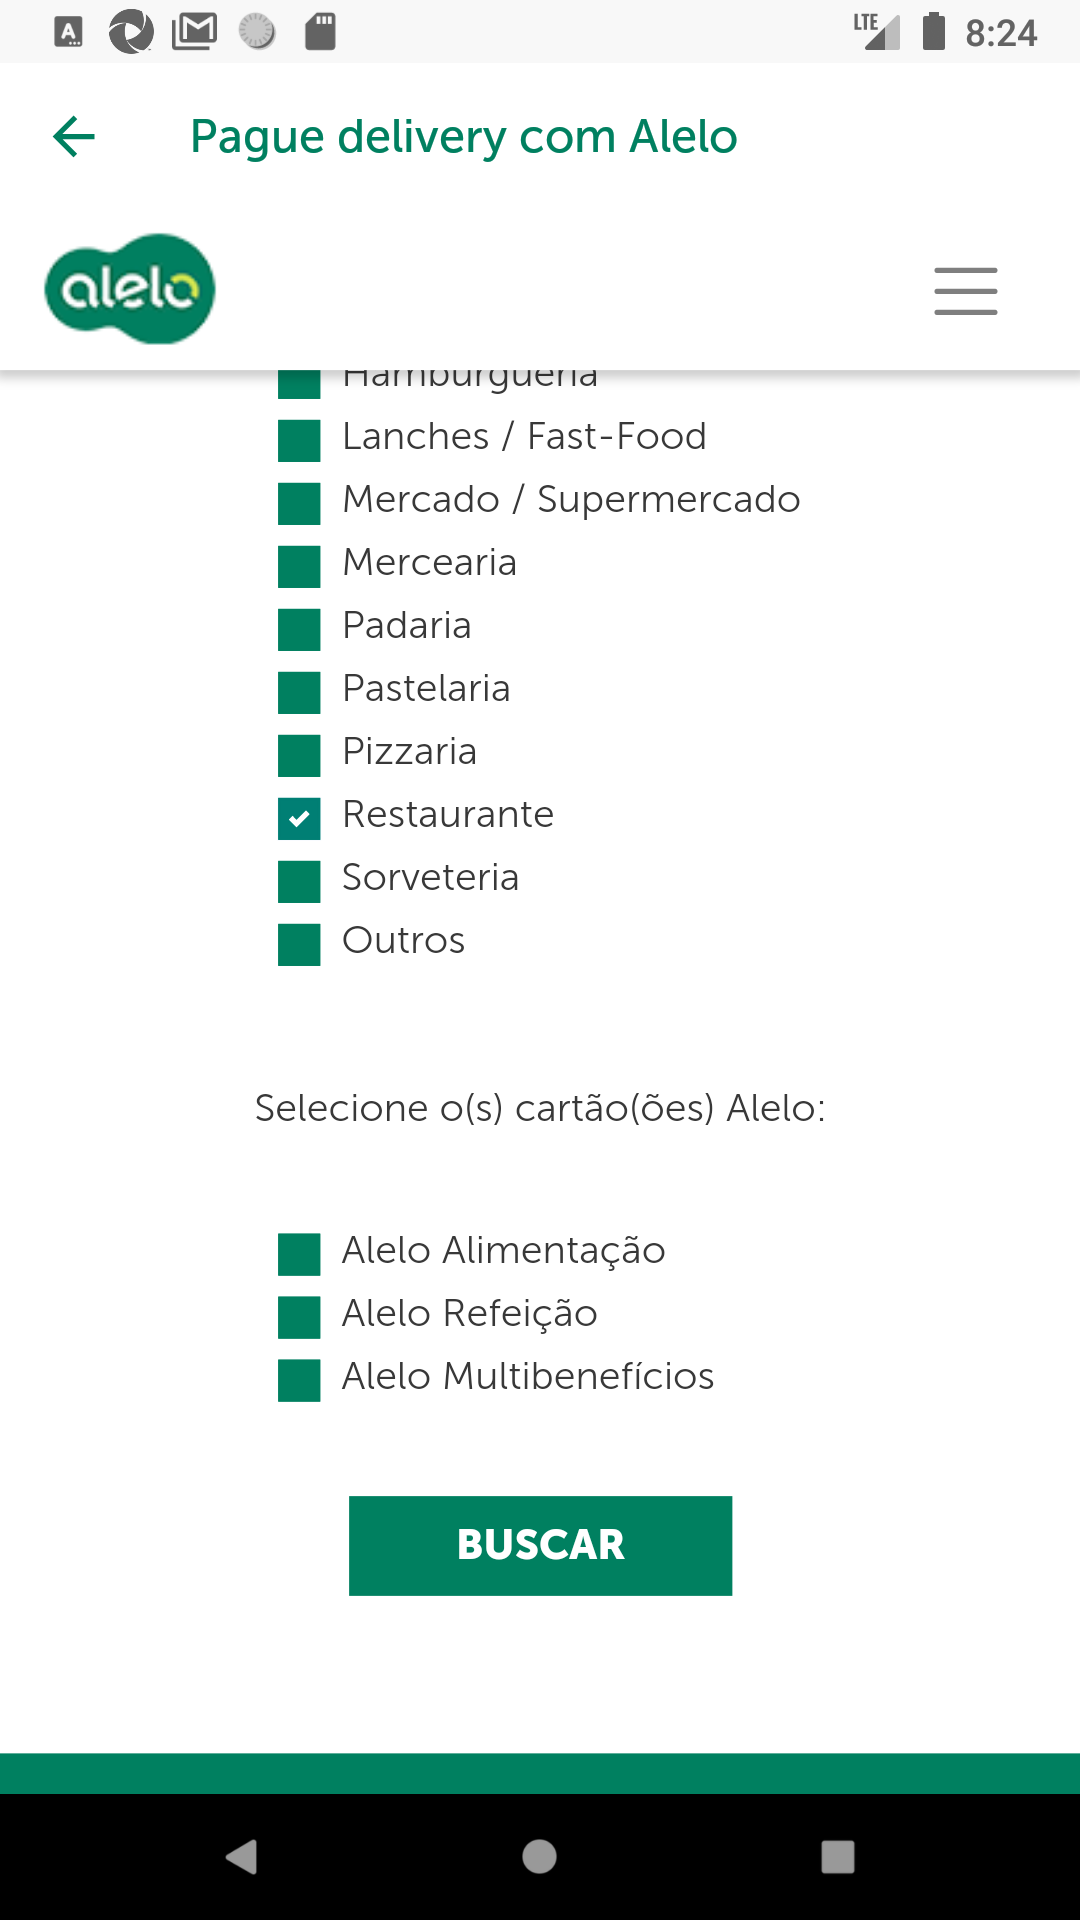 LTE 8:24
Pague delivery com Alelo
alelo
Hamburgueria
Lanches / Fast-Food
Mercado / Supermercado
Mercearia
Padaria
Pastelaria
Pizzaria
Restaurante
Sorveteria
Outros
Selecione o(s) cartão(ões) Alelo:
Alelo Alimentação
Alelo Refeição
Alelo Multibenefícios
BUSCAR